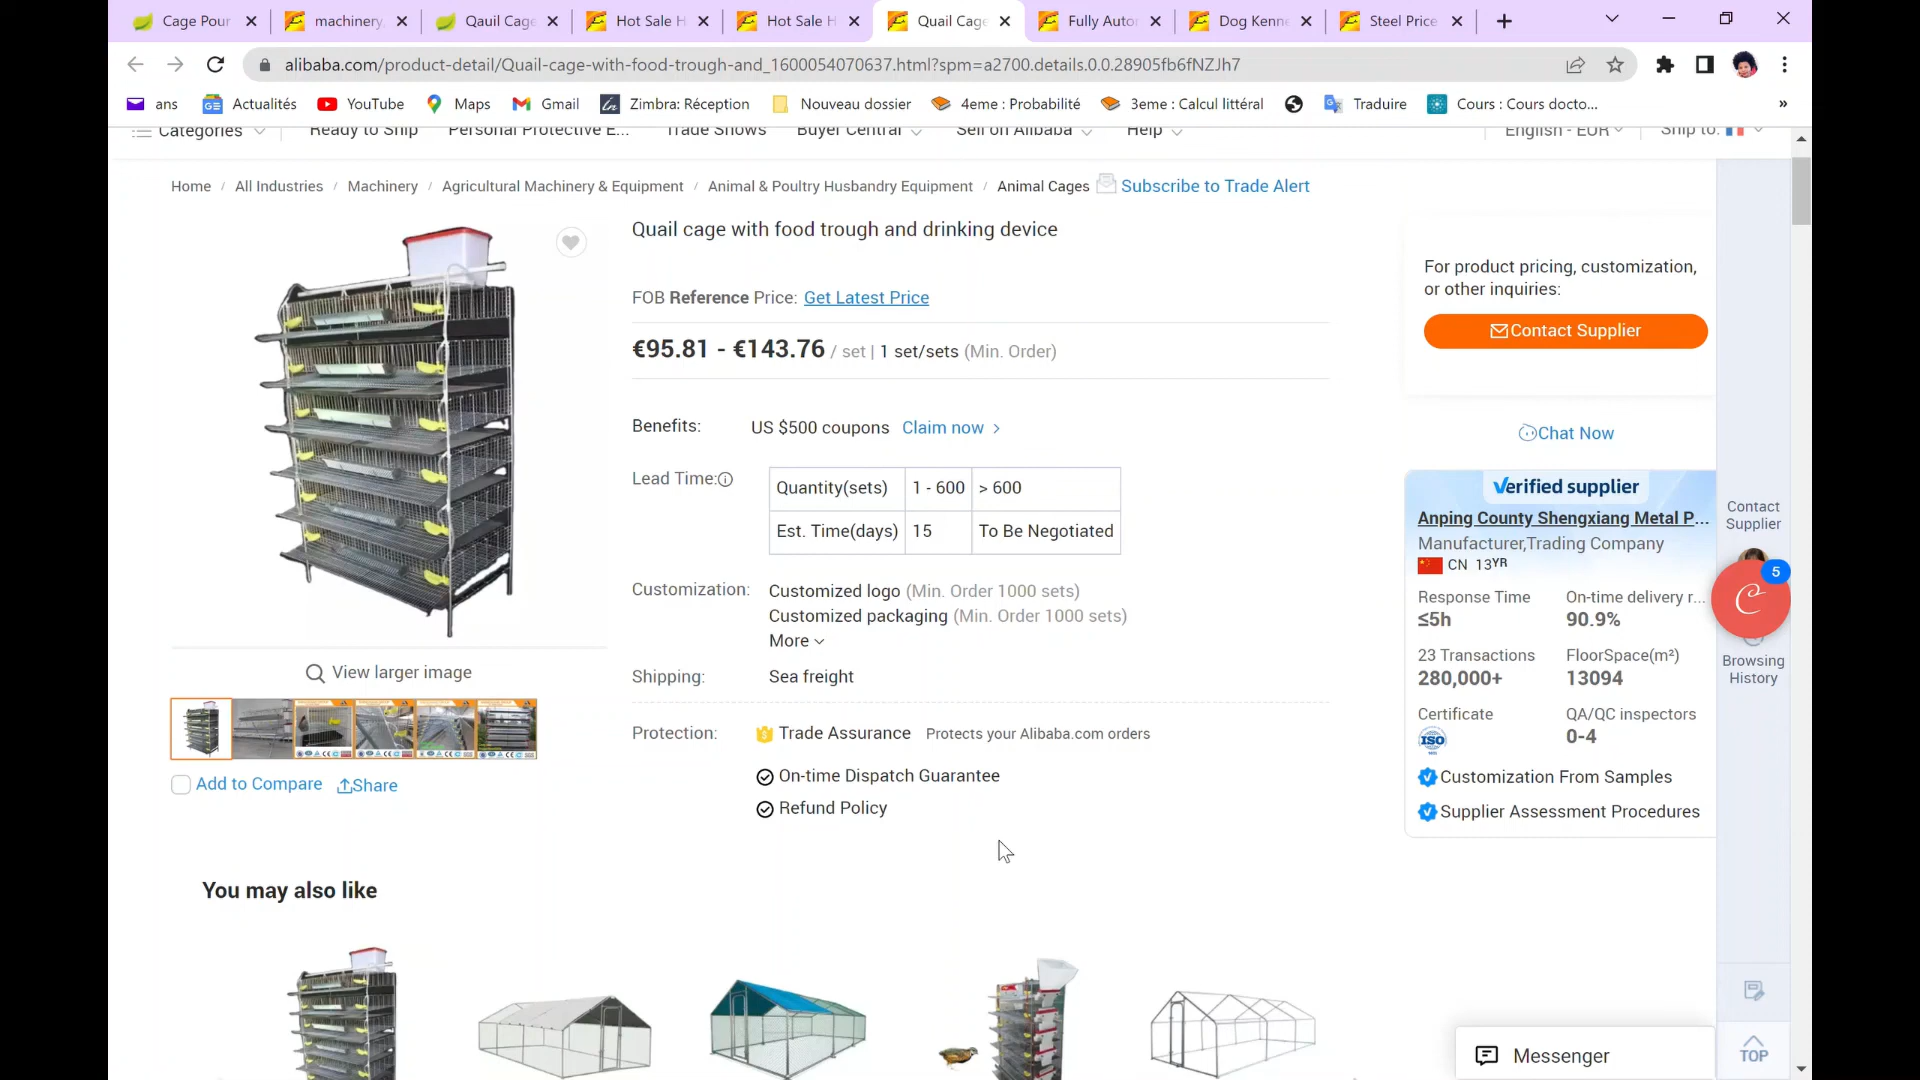 Cage Pour
machinery
Qauil Cage
Hot Sale H
Hot Sale H
Quail Cage
Fully Autor
Dog Kenne
Steel Price
alibaba.com/product-detail/Quail-cage-with-food-trough-and_1600054070637.html?spm=a2700.details.0.0.28905fb6fNZJh7
ans
Actualités
YouTube
Maps
Gmail
Zimbra: Réception
Nouveau dossier
4eme : Probabilité
3eme : Calcul littéral
Traduire
Cours : Cours docto...
»
Categories
Ready to Ship
Personal Protective E...
Trade Shows
Buyer Central
Sell on Alibaba
Help
English - EUR
Ship to:
Home / All Industries / Machinery / Agricultural Machinery & Equipment / Animal & Poultry Husbandry Equipment / Animal Cages
Subscribe to Trade Alert
Quail cage with food trough and drinking device
FOB Reference Price: Get Latest Price
€95.81 - €143.76 / set | 1 set/sets (Min. Order)
Benefits: US $500 coupons Claim now >
Lead Time:
Quantity(sets) 1 - 600 > 600
Est. Time(days) 15 To Be Negotiated
Customization: Customized logo (Min. Order 1000 sets)
Customized packaging (Min. Order 1000 sets)
More
Shipping: Sea freight
Protection: Trade Assurance Protects your Alibaba.com orders
On-time Dispatch Guarantee
Refund Policy
View larger image
Add to Compare
Share
For product pricing, customization,
or other inquiries:
Contact Supplier
Chat Now
Verified supplier
Anping County Shengxiang Metal P...
Manufacturer,Trading Company
CN 13YR
Response Time
≤5h
On-time delivery r...
90.9%
23 Transactions
280,000+
FloorSpace(m²)
13094
Certificate
ISO
QA/QC inspectors
0-4
Customization From Samples
Supplier Assessment Procedures
Contact
Supplier
5
Browsing
History
You may also like
Messenger
TOP